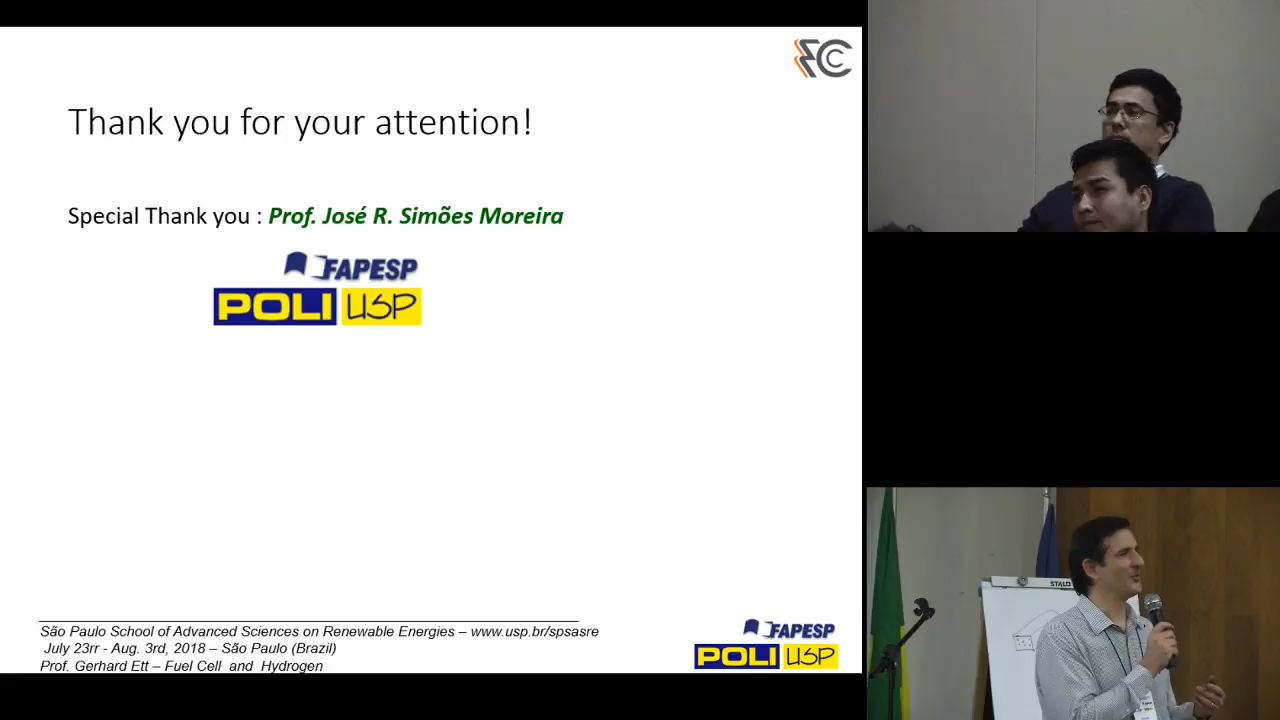 Thank you for your attention!
Special Thank you : Prof. José R. Simões Moreira
FAPESP
POLI USP
São Paulo School of Advanced Sciences on Renewable Energies – www.usp.br/spsasre
July 23rr - Aug. 3rd, 2018 – São Paulo (Brazil)
Prof. Gerhard Ett – Fuel Cell and Hydrogen
FAPESP
POLI USP
STALO